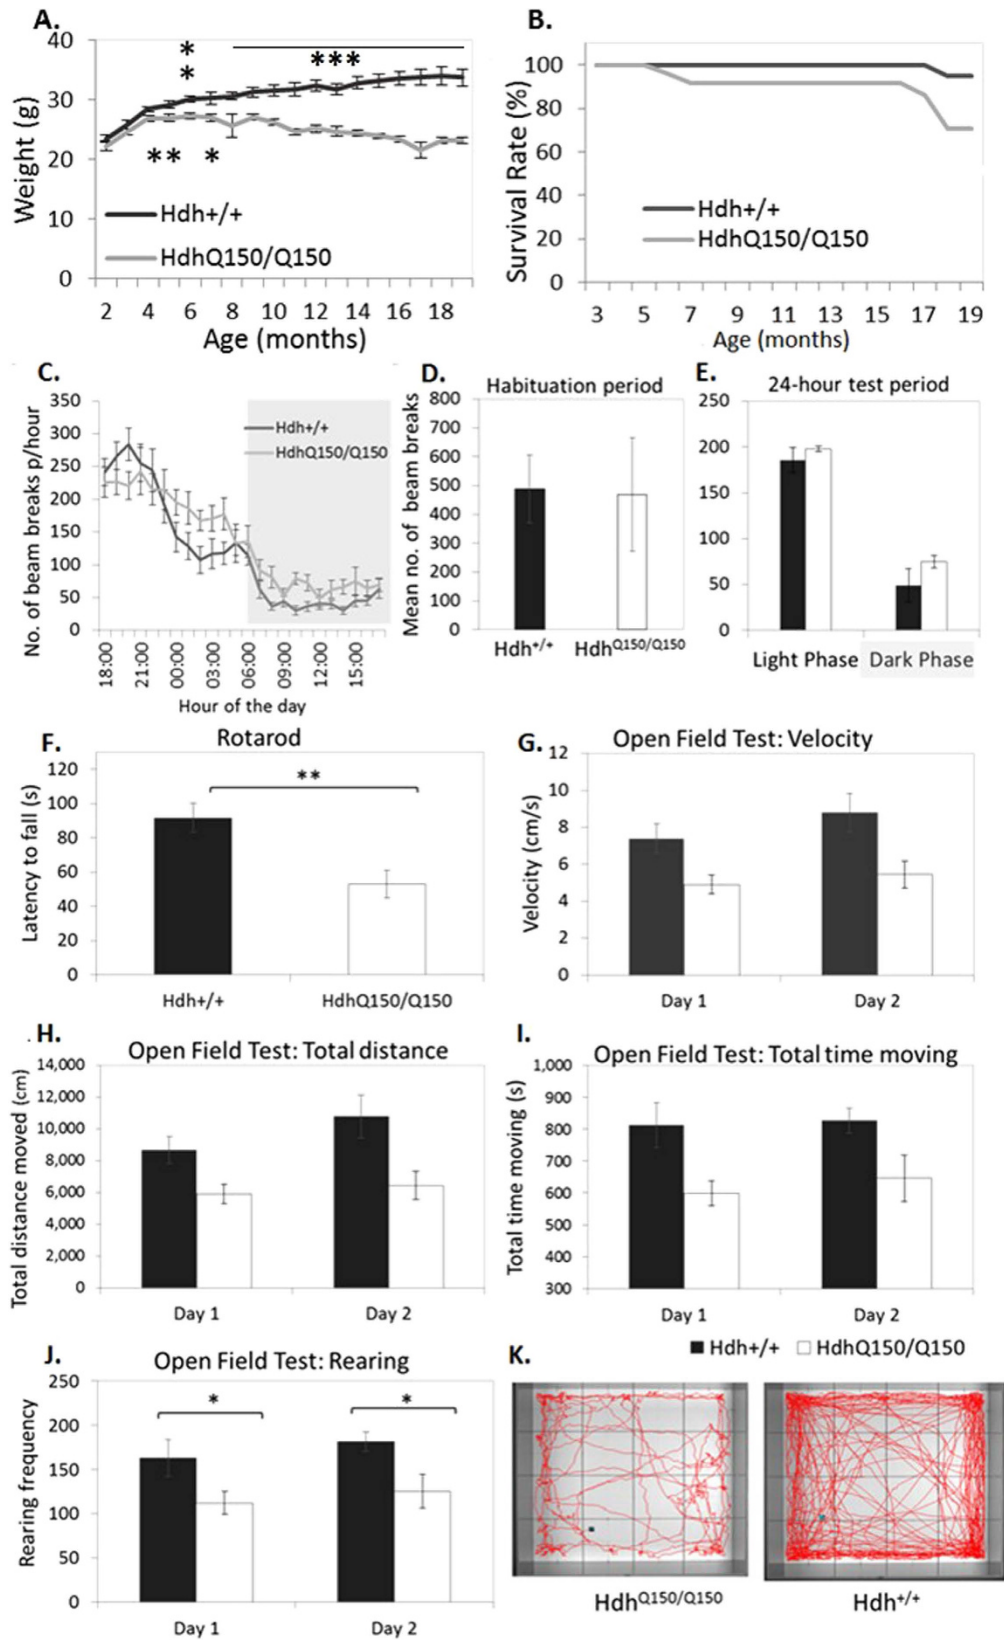 A.
40
30
20
10
0
Weight (g)
*
*
***
** *
Hdh+/+
HdhQ150/Q150
2 4 6 8 10 12 14 16 18
Age (months)
B.
100
80
60
40
20
0
Survival Rate (%)
Hdh+/+
HdhQ150/Q150
3 5 7 9 11 13 15 17 19
Age (months)
C.
350
300
250
200
150
100
50
0
No. of beam breaks p/hour
Hdh+/+
HdhQ150/Q150
18:00 21:00 00:00 03:00 06:00 09:00 12:00 15:00
Hour of the day
D.
Habituation period
800
700
600
500
400
300
200
100
0
Mean no. of beam breaks
Hdh+/+ HdhQ150/Q150
E.
24-hour test period
250
200
150
100
50
0
Light Phase Dark Phase
F.
Rotarod
120
100
80
60
40
20
0
Latency to fall (s)
**
Hdh+/+ HdhQ150/Q150
G.
Open Field Test: Velocity
12
10
8
6
4
2
0
Velocity (cm/s)
Day 1 Day 2
H.
Open Field Test: Total distance
14,000
12,000
10,000
8,000
6,000
4,000
2,000
0
Total distance moved (cm)
Day 1 Day 2
I.
Open Field Test: Total time moving
1,000
900
800
700
600
500
400
300
Total time moving (s)
Day 1 Day 2
Hdh+/+ HdhQ150/Q150
J.
Open Field Test: Rearing
250
200
150
100
50
0
Rearing frequency
* *
Day 1 Day 2
K.
HdhQ150/Q150 Hdh+/+